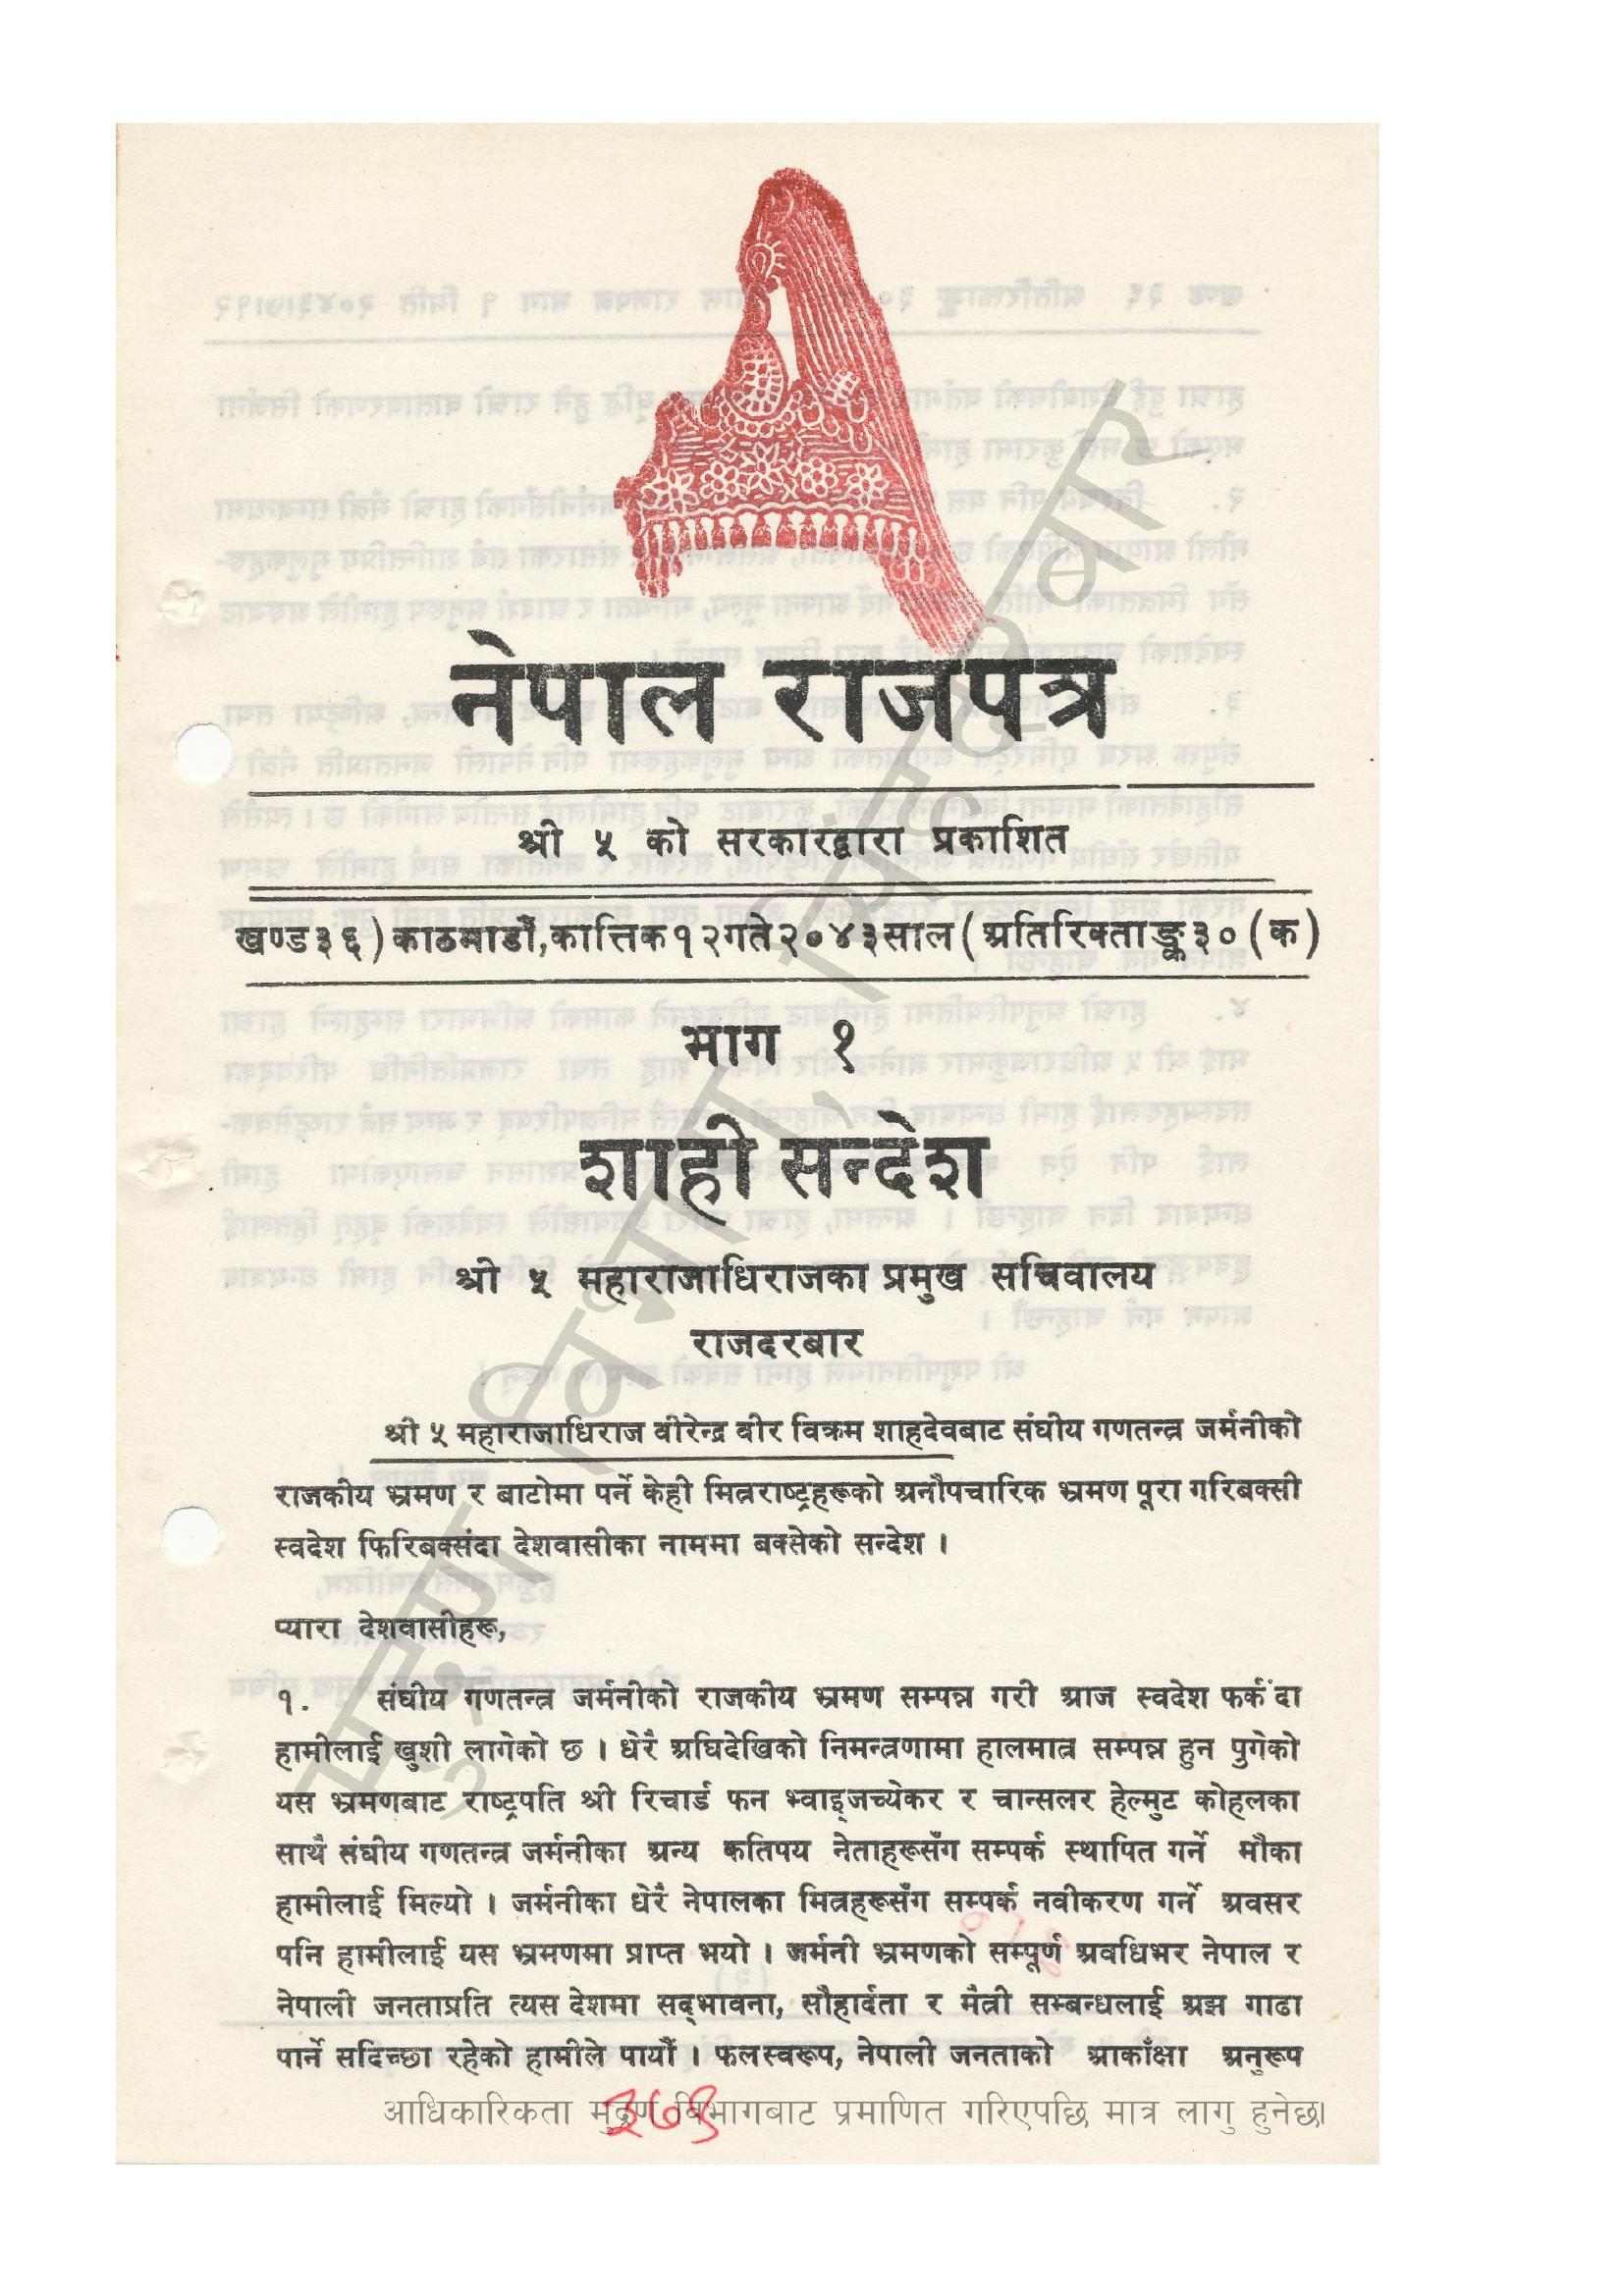 नेपाल राजपत्र
श्री ५ को सरकारद्वारा प्रकाशित
खण्ड ३६) काठमाडौं, कात्तिक १२ गते २०४३ साल (अतिरिक्ताङ्क ३० (क)
भाग १
शाही सन्देश
श्री ५ महाराजाधिराजका प्रमुख सचिवालय
राजदरबार
श्री ५ महाराजाधिराज वीरेन्द्र वीर विक्रम शाहदेवबाट संघीय गणतन्त्र जर्मनीको
राजकीय भ्रमण र बाटोमा पर्ने केही मित्रराष्ट्रहरूको अनौपचारिक भ्रमण पूरा गरिबक्सी
स्वदेश फिरिबक्संदा देशवासीका नाममा बक्सेको सन्देश ।
प्यारा देशवासीहरू,
१. संघीय गणतन्त्र जर्मनीको राजकीय भ्रमण सम्पन्न गरी आज स्वदेश फर्कंदा
हामीलाई खुशी लागेको छ । धेरै अघिदेखिको निमन्त्रणामा हालमात्र सम्पन्न हुन पुगेको
यस भ्रमणबाट राष्ट्रपति श्री रिचार्ड फन भ्वाइ्जच्येकर र चान्सलर हेल्मुट कोहलका
साथै संघीय गणतन्त्र जर्मनीका अन्य कतिपय नेताहरूसँग सम्पर्क स्थापित गर्ने मौका
हामीलाई मिल्यो । जर्मनीका धेरै नेपालका मित्रहरूसँग सम्पर्क नवीकरण गर्ने अवसर
पनि हामीलाई यस भ्रमणमा प्राप्त भयो । जर्मनी भ्रमणको सम्पूर्ण अवधिभर नेपाल र
नेपाली जनताप्रति त्यस देशमा सद्भावना, सौहार्दता र मैत्री सम्बन्धलाई अझ गाढा
पार्ने सदिच्छा रहेको हामीले पायौं । फलस्वरूप, नेपाली जनताको आकाँक्षा अनुरूप
आधिकारिकता मुद्रण विभागबाट प्रमाणित गरिएपछि मात्र लागु हुनेछ।
३७९
मुद्रण विभाग, सिंहदरबार